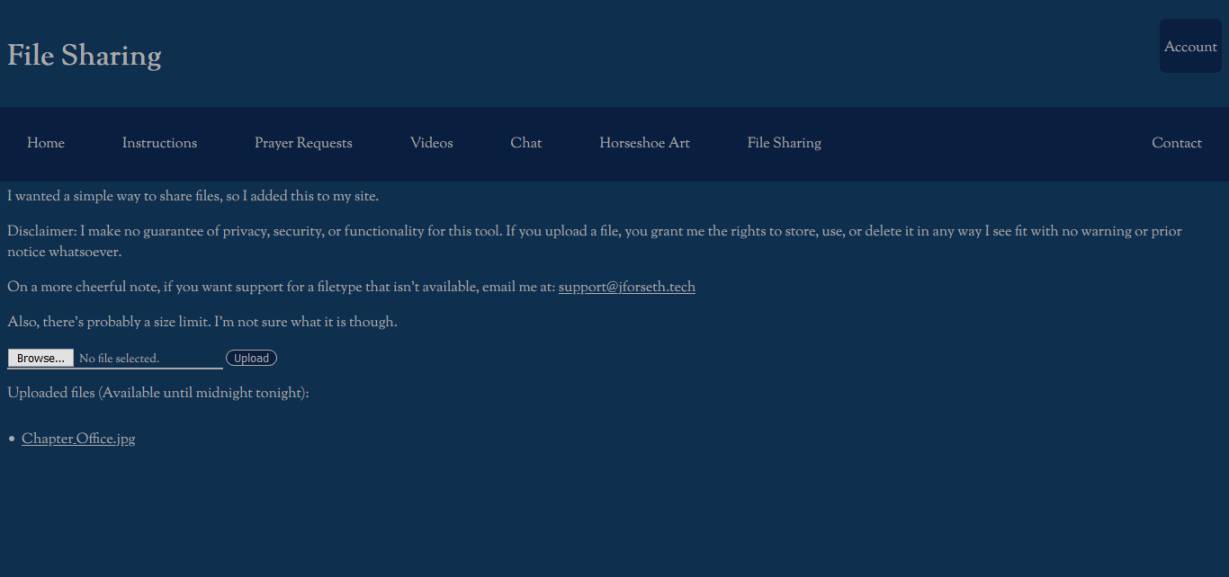 File Sharing
Account
Home Instructions Prayer Requests Videos Chat Horseshoe Art File Sharing Contact
I wanted a simple way to share files, so I added this to my site.
Disclaimer: I make no guarantee of privacy, security, or functionality for this tool. If you upload a file, you grant me the rights to store, use, or delete it in any way I see fit with no warning or prior
notice whatsoever.
On a more cheerful note, if you want support for a filetype that isn't available, email me at: support@jforseth.tech
Also, there's probably a size limit. I'm not sure what it is though.
Browse... No file selected. Upload
Uploaded files (Available until midnight tonight):
• Chapter_Office.jpg